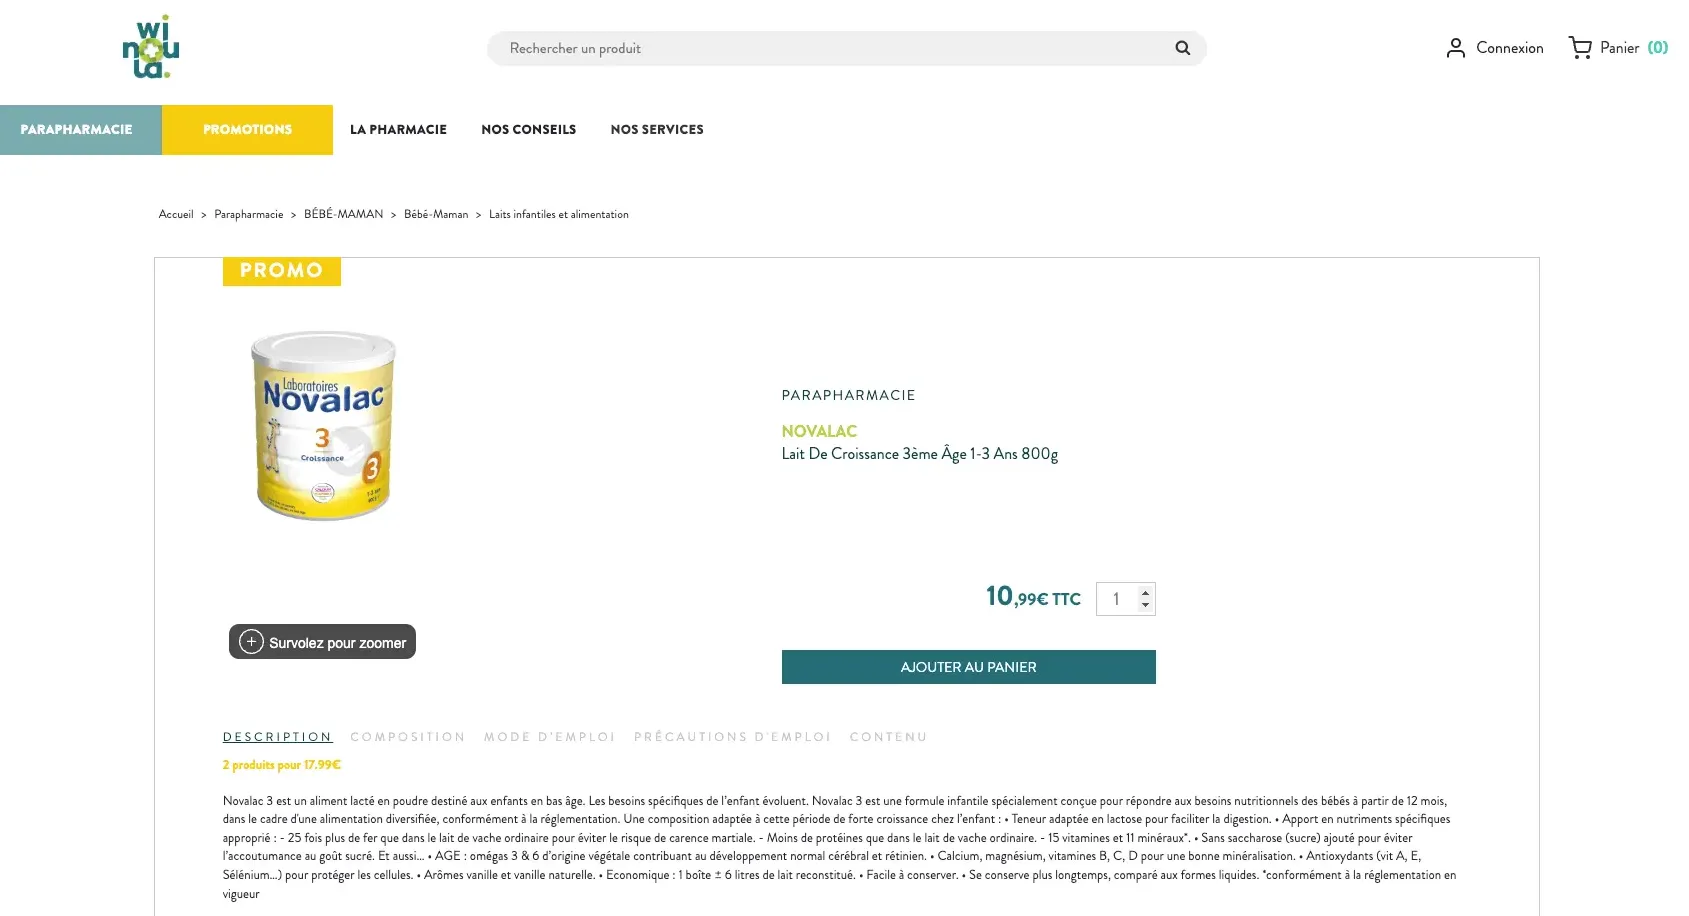 winoula.
Rechercher un produit
Connexion
Panier (0)
PARAPHARMACIE
PROMOTIONS
LA PHARMACIE
NOS CONSEILS
NOS SERVICES
Accueil > Parapharmacie > BÉBÉ-MAMAN > Bébé-Maman > Laits infantiles et alimentation
PROMO
Laboratoires
Novalac
3
Croissance
3
PARAPHARMACIE
NOVALAC
Lait De Croissance 3ème Âge 1-3 Ans 800g
10,99€ TTC
1
Survolez pour zoomer
AJOUTER AU PANIER
DESCRIPTION COMPOSITION MODE D'EMPLOI PRÉCAUTIONS D'EMPLOI CONTENU
2 produits pour 17.99€
Novalac 3 est un aliment lacté en poudre destiné aux enfants en bas âge. Les besoins spécifiques de l’enfant évoluent. Novalac 3 est une formule infantile spécialement conçue pour répondre aux besoins nutritionnels des bébés à partir de 12 mois,
dans le cadre d'une alimentation diversifiée, conformément à la réglementation. Une composition adaptée à cette période de forte croissance chez l’enfant : • Teneur adaptée en lactose pour faciliter la digestion. • Apport en nutriments spécifiques
approprié : - 25 fois plus de fer que dans le lait de vache ordinaire pour éviter le risque de carence martiale. - Moins de protéines que dans le lait de vache ordinaire. - 15 vitamines et 11 minéraux*. • Sans saccharose (sucre) ajouté pour éviter
l’accoutumance au goût sucré. Et aussi… • AGE : omégas 3 & 6 d’origine végétale contribuant au développement normal cérébral et rétinien. • Calcium, magnésium, vitamines B, C, D pour une bonne minéralisation. • Antioxydants (vit A, E,
Sélénium…) pour protéger les cellules. • Arômes vanille et vanille naturelle. • Economique : 1 boîte ± 6 litres de lait reconstitué. • Facile à conserver. • Se conserve plus longtemps, comparé aux formes liquides. *conformément à la réglementation en
vigueur